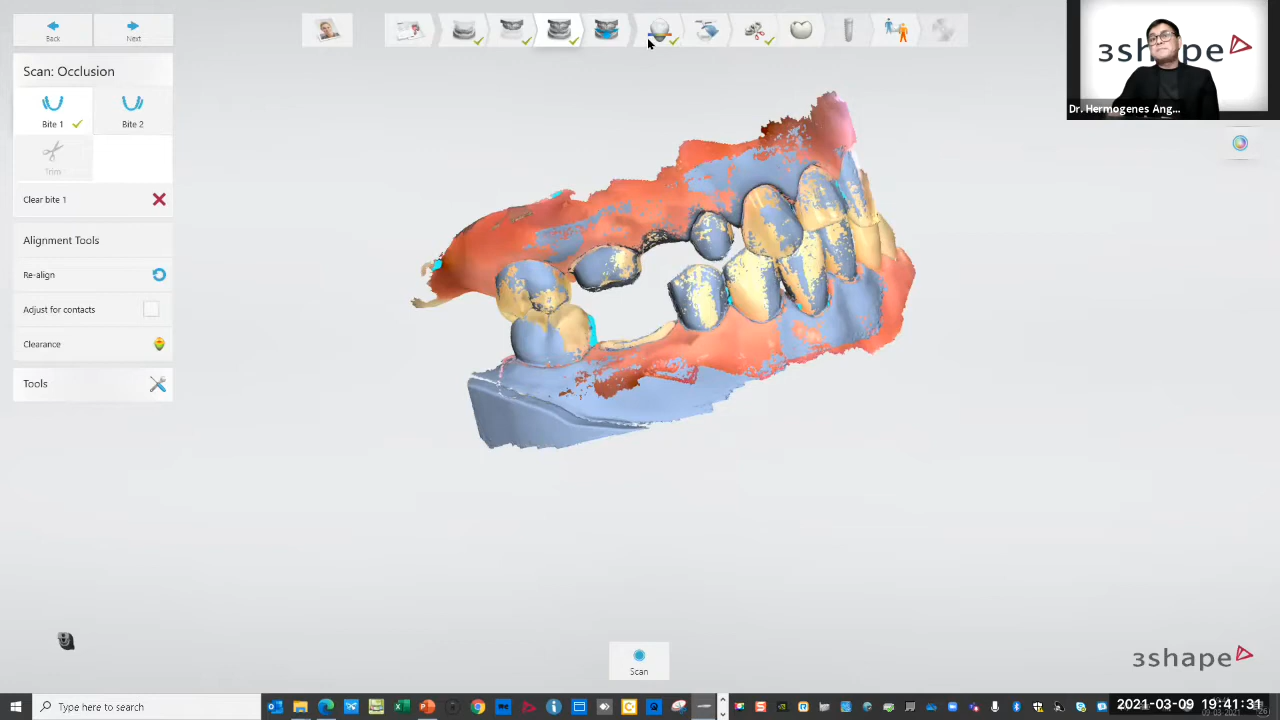 Back
Next
Scan: Occlusion
Bite 1
Bite 2
Trim
Clear bite 1
Alignment Tools
Re-align
Adjust for contacts
Clearance
Tools
3shape
Dr. Hermogenes Ang...
Scan
3shape
Type here to search
2021-03-09 19:41:31